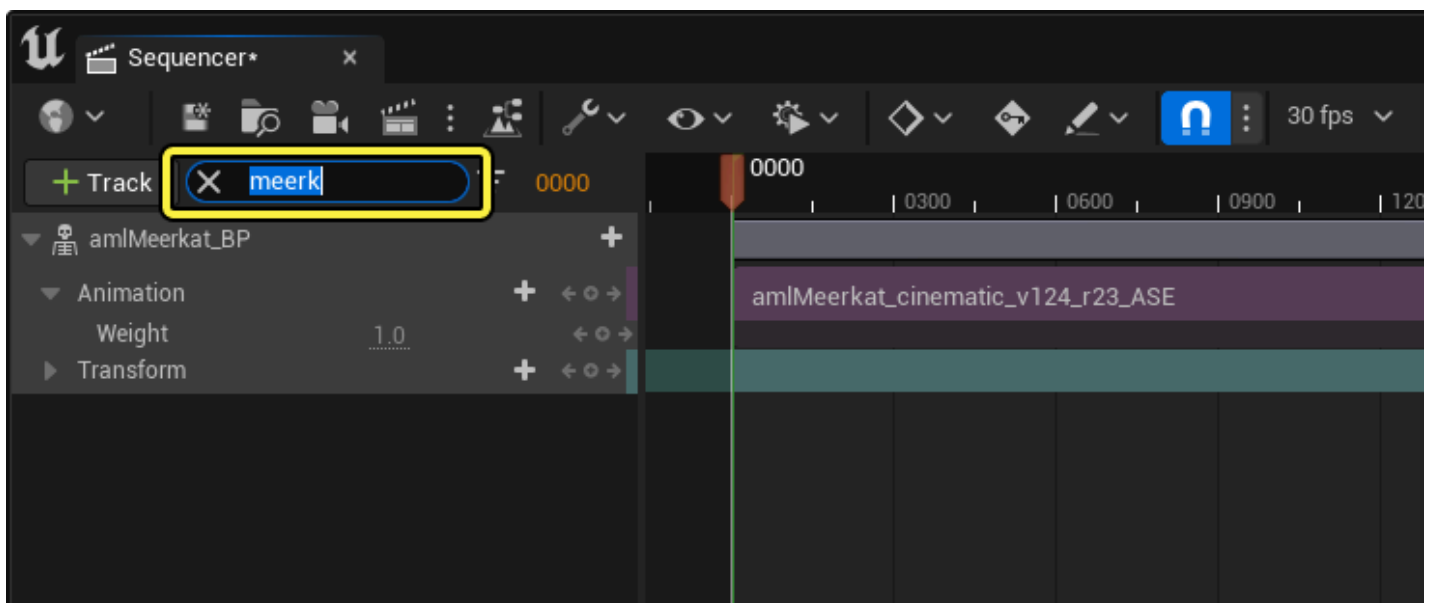 Sequencer*
30 fps
Track
meerk
0000
0000
0300
0600
0900
120
amlMeerkat_BP
Animation
amlMeerkat_cinematic_v124_r23_ASE
Weight
1.0
Transform